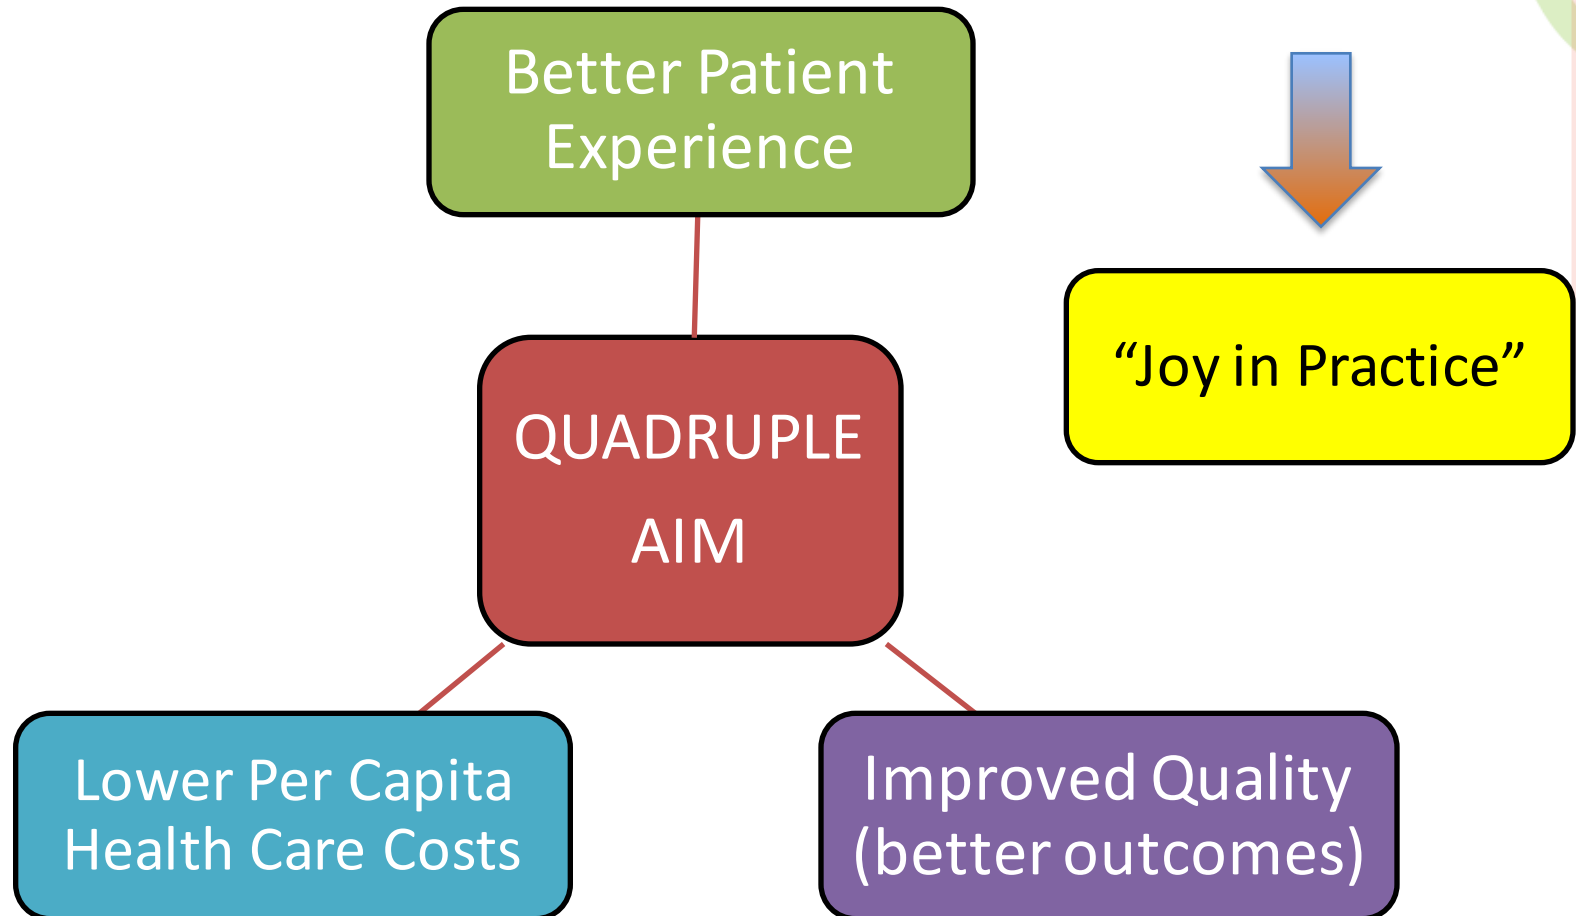 Better Patient
Experience
“Joy in Practice”
QUADRUPLE
AIM
Lower Per Capita
Health Care Costs
Improved Quality
(better outcomes)